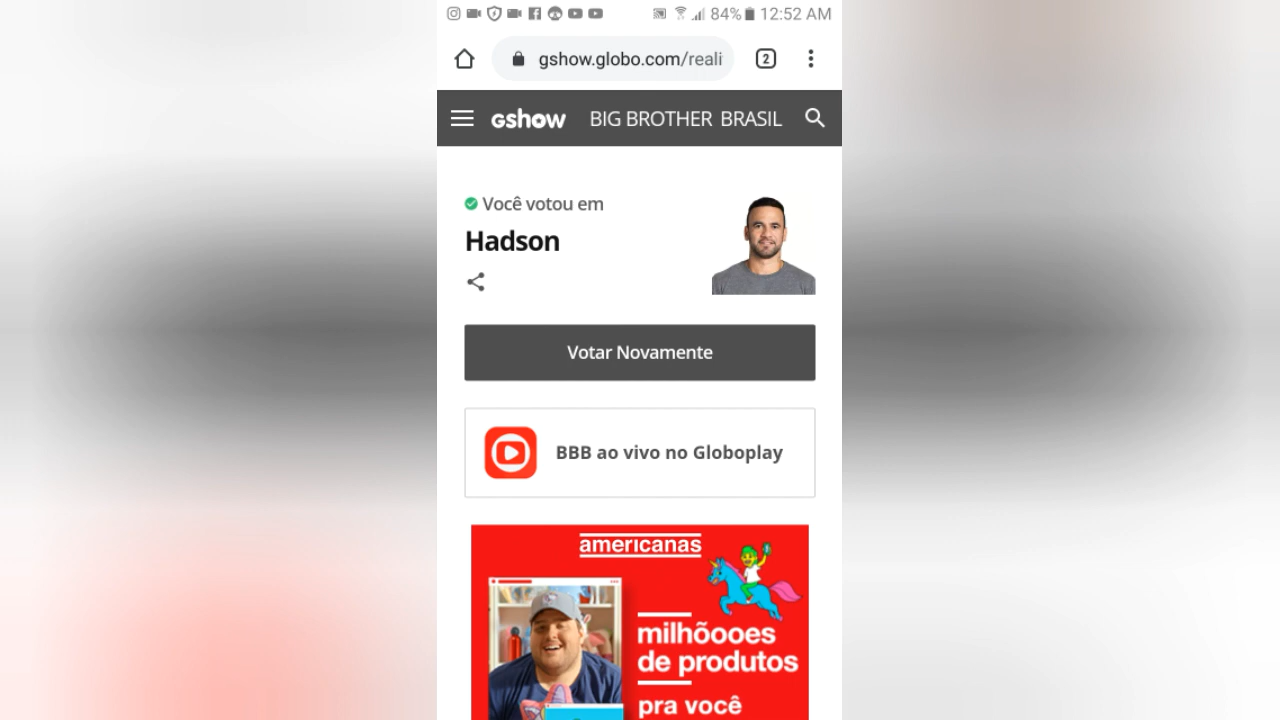 84% 12:52 AM
gshow.globo.com/reali
2
gshow BIG BROTHER BRASIL
Você votou em
Hadson
Votar Novamente
BBB ao vivo no Globoplay
americanas
milhõooes
de produtos
pra você